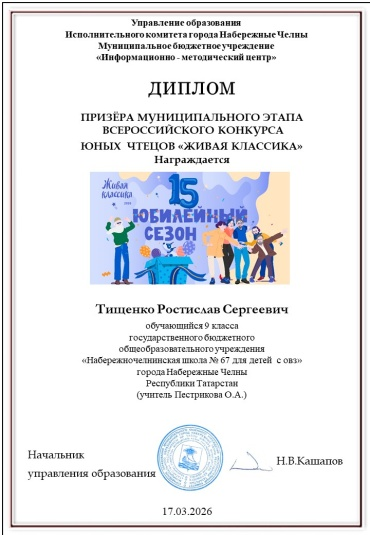 Управление образования
Исполнительного комитета города Набережные Челны
Муниципальное бюджетное учреждение
«Информационно - методический центр»
ДИПЛОМ
ПРИЗЁРА МУНИЦИПАЛЬНОГО ЭТАПА
ВСЕРОССИЙСКОГО КОНКУРСА
ЮНЫХ ЧТЕЦОВ «ЖИВАЯ КЛАССИКА»
Награждается
Живая
классика
15
ЮБИЛЕЙНЫЙ
СЕЗОН
Тищенко Ростислав Сергеевич
обучающийся 9 класса
государственного бюджетного
общеобразовательного учреждения
«Набережночелнинская школа № 67 для детей с овз»
города Набережные Челны
Республики Татарстан
(учитель Пестрикова О.А.)
Начальник
управления образования
Н.В.Кашапов
17.03.2026